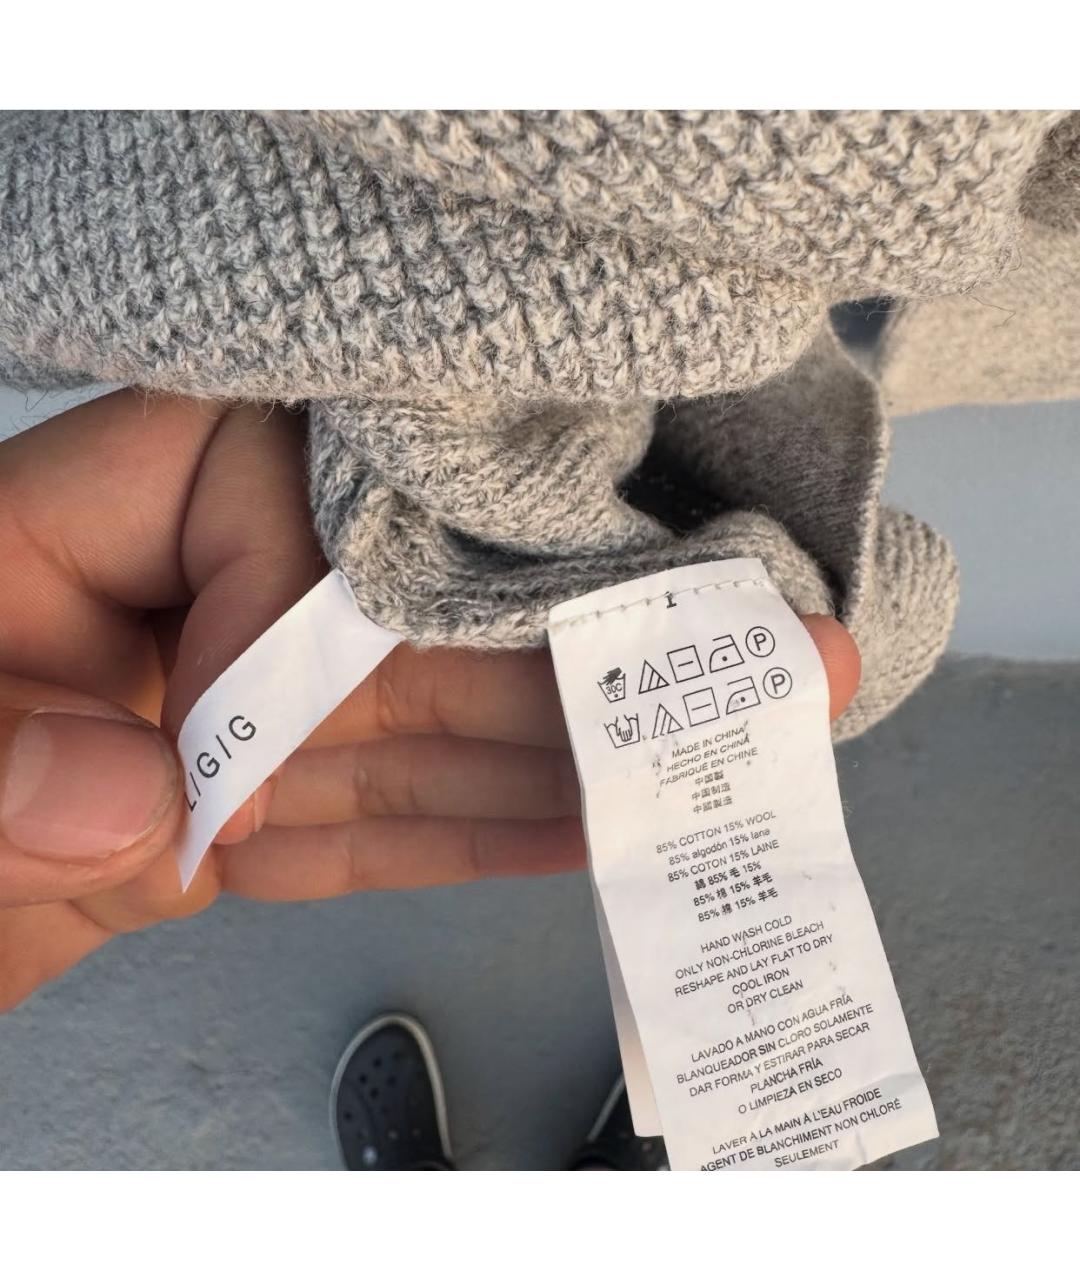 L/G/G
1
30C
P
P
MADE IN CHINA
HECHO EN CHINA
FABRIQUE EN CHINE
中国製
中国制造
中國製造
85% COTTON 15% WOOL
85% algodón 15% lana
85% COTON 15% LAINE
綿 85% 毛 15%
85% 棉 15% 羊毛
85% 棉 15% 羊毛
HAND WASH COLD
ONLY NON-CHLORINE BLEACH
RESHAPE AND LAY FLAT TO DRY
COOL IRON
OR DRY CLEAN
LAVADO A MANO CON AGUA FRÍA
BLANQUEADOR SIN CLORO SOLAMENTE
DAR FORMA Y ESTIRAR PARA SECAR
PLANCHA FRÍA
O LIMPIEZA EN SECO
LAVER A LA MAIN À L'EAU FROIDE
AGENT DE BLANCHIMENT NON CHLORÉ
SEULEMENT